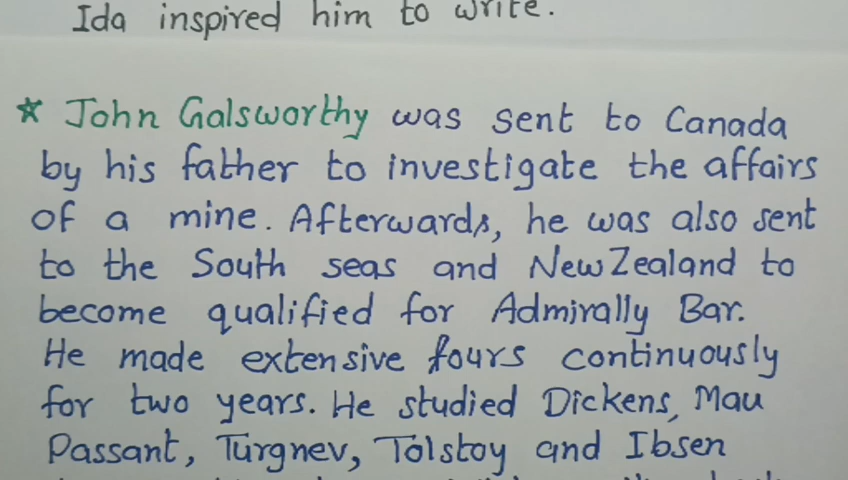 Ida inspired him to write.
* John Galsworthy was sent to Canada
by his father to investigate the affairs
of a mine. Afterwards, he was also sent
to the South seas and New Zealand to
become qualified for Admirally Bar.
He made extensive fours continuously
for two years. He studied Dickens, Mau
Passant, Turgnev, Tolstoy and Ibsen